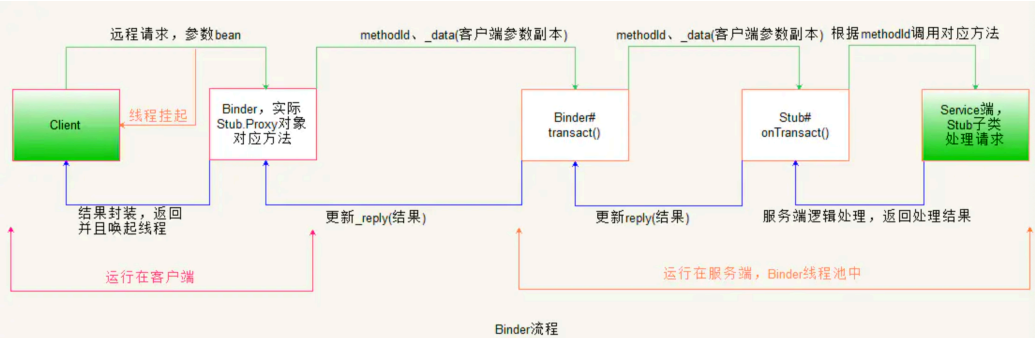 远程请求，参数bean
methodId、_data(客户端参数副本)
methodId、_data(客户端参数副本)
根据methodId调用对应方法
线程挂起
Client
Binder，实际
Stub.Proxy对象
对应方法
Binder#
transact()
Stub#
onTransact()
Service端，
Stub子类
处理请求
结果封装，返回
并且唤起线程
更新_reply(结果)
更新reply(结果)
服务端逻辑处理，返回处理结果
运行在客户端
运行在服务端，Binder线程池中
Binder流程